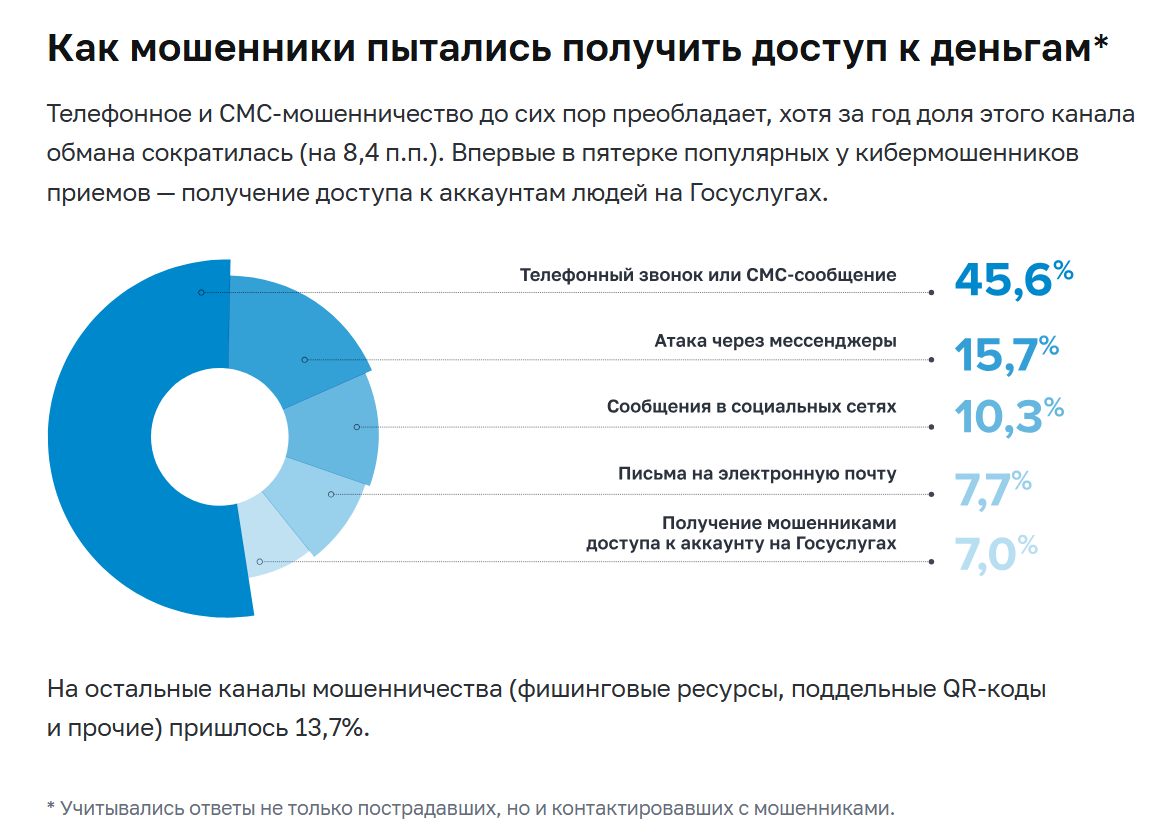 Как мошенники пытались получить доступ к деньгам*
Телефонное и СМС-мошенничество до сих пор преобладает, хотя за год доля этого канала
обмана сократилась (на 8,4 п.п.). Впервые в пятерке популярных у кибермошенников
приемов — получение доступа к аккаунтам людей на Госуслугах.
Телефонный звонок или СМС-сообщение 45,6%
Атака через мессенджеры 15,7%
Сообщения в социальных сетях 10,3%
Письма на электронную почту 7,7%
Получение мошенниками
доступа к аккаунту на Госуслугах 7,0%
На остальные каналы мошенничества (фишинговые ресурсы, поддельные QR-коды
и прочие) пришлось 13,7%.
* Учитывались ответы не только пострадавших, но и контактировавших с мошенниками.